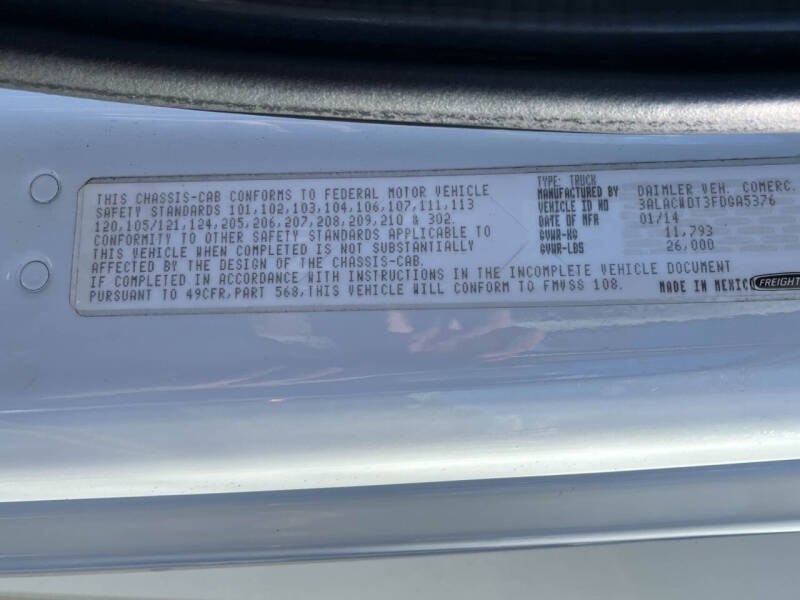 THIS CHASSIS-CAB CONFORMS TO FEDERAL MOTOR VEHICLE
SAFETY STANDARDS 101,102,103,104,106,107,111,113
120,105/121,124,205,206,207,208,209,210 & 302.
CONFORMITY TO OTHER SAFETY STANDARDS APPLICABLE TO
THIS VEHICLE WHEN COMPLETED IS NOT SUBSTANTIALLY
AFFECTED BY THE DESIGN OF THE CHASSIS-CAB.
IF COMPLETED IN ACCORDANCE WITH INSTRUCTIONS IN THE INCOMPLETE VEHICLE DOCUMENT
PURSUANT TO 49CFR,PART 568,THIS VEHICLE WILL CONFORM TO FMVSS 108.
TYPE: TRUCK
MANUFACTURED BY DAIMLER VEH. COMERC.
VEHICLE ID NO 3ALACWDT3FDGA5376
DATE OF MFR 01/14
GVWR-KG 11,793
GVWR-LBS 26,000
MADE IN MEXICO
FREIGHT